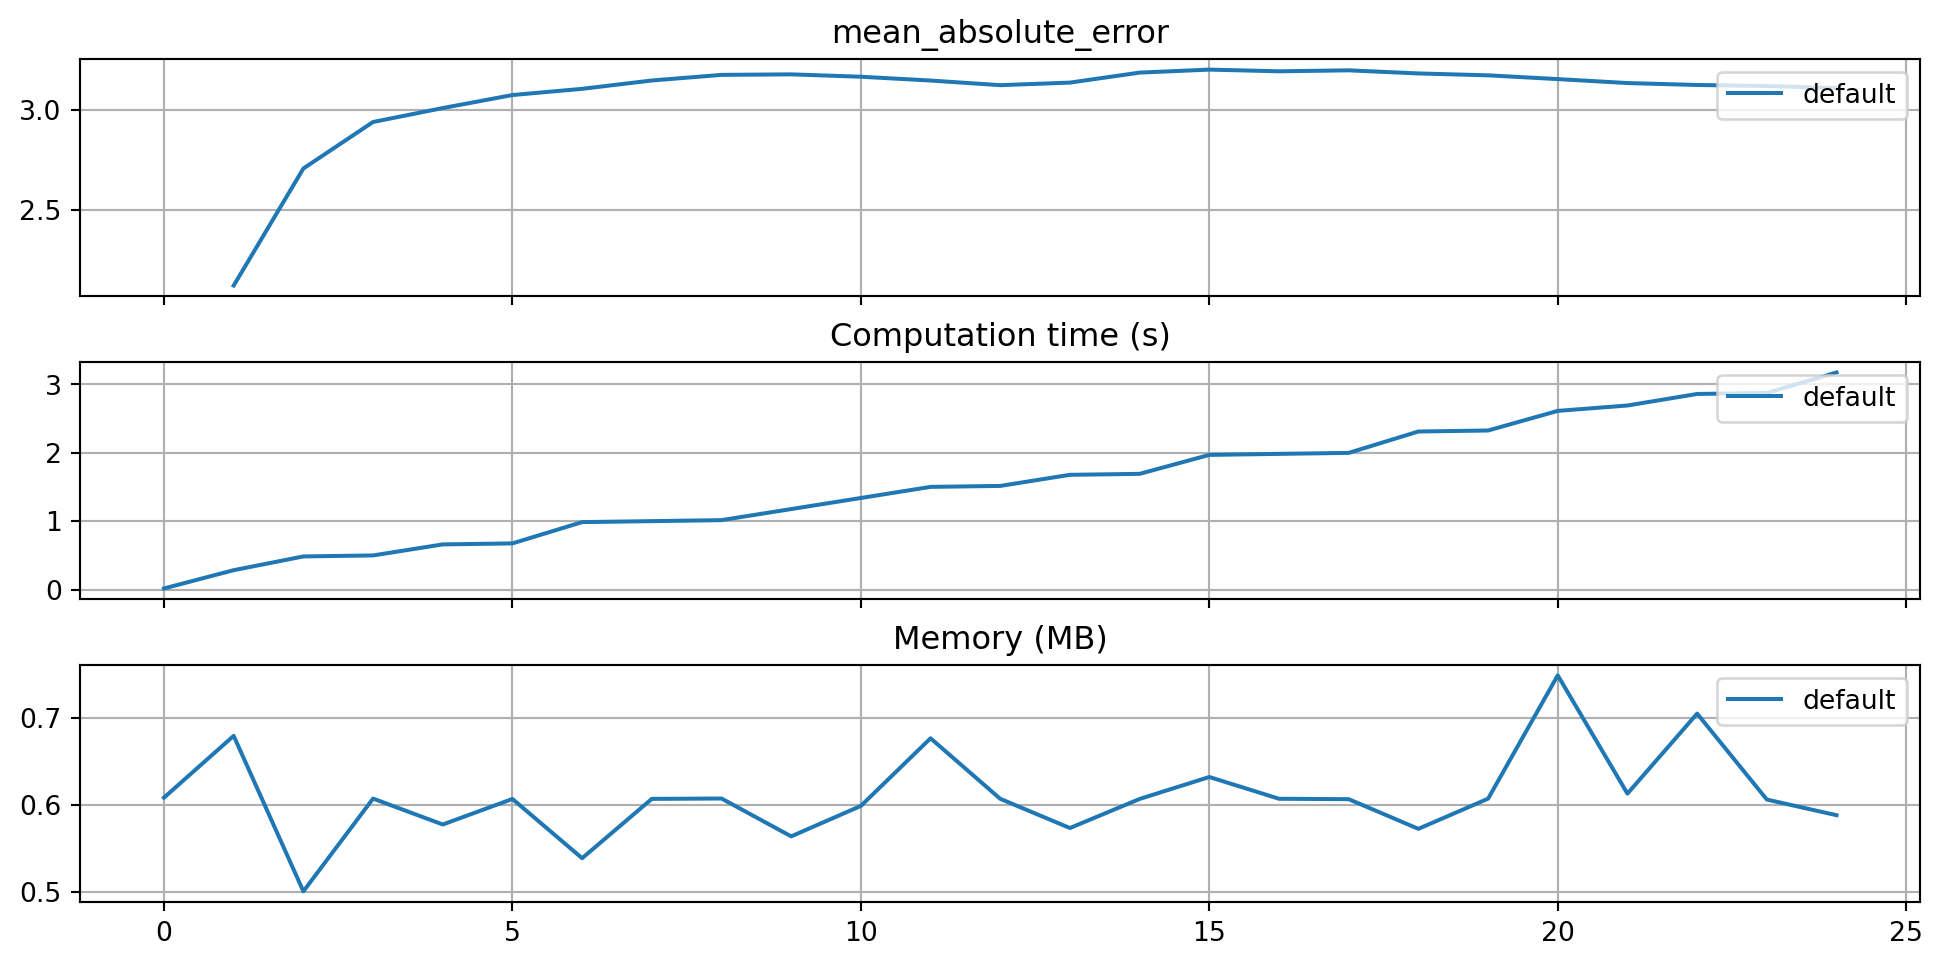 mean_absolute_error
3.0
2.5
default
Computation time (s)
3
2
1
0
default
Memory (MB)
0.7
0.6
0.5
default
0 5 10 15 20 25